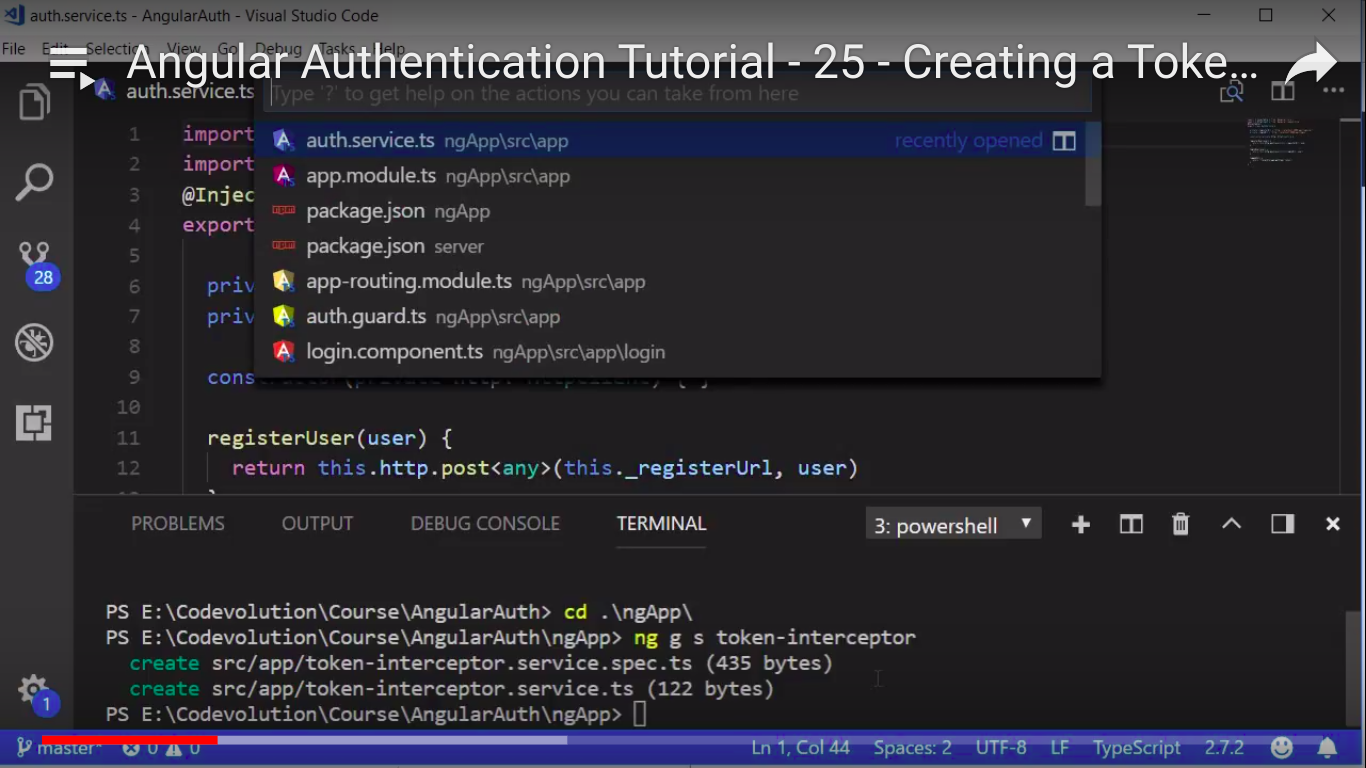 auth.service.ts - AngularAuth - Visual Studio Code
File Edit Selection View Go Debug Tasks Help
Angular Authentication Tutorial - 25 - Creating a Toke...
auth.service.ts
Type '?' to get help on the actions you can take from here
auth.service.ts ngApp\src\app recently opened
app.module.ts ngApp\src\app
package.json ngApp
package.json server
app-routing.module.ts ngApp\src\app
auth.guard.ts ngApp\src\app
login.component.ts ngApp\src\app\login
1 import
2 import
3 @Injec
4 export
5
6 priv
7 priv
8
9 cons
10
11 registerUser(user) {
12 return this.http.post<any>(this._registerUrl, user)
28
PROBLEMS OUTPUT DEBUG CONSOLE TERMINAL 3: powershell
PS E:\Codevolution\Course\AngularAuth> cd .\ngApp\
PS E:\Codevolution\Course\AngularAuth\ngApp> ng g s token-interceptor
create src/app/token-interceptor.service.spec.ts (435 bytes)
create src/app/token-interceptor.service.ts (122 bytes)
PS E:\Codevolution\Course\AngularAuth\ngApp>
1
master* 0 0 Ln 1, Col 44 Spaces: 2 UTF-8 LF TypeScript 2.7.2